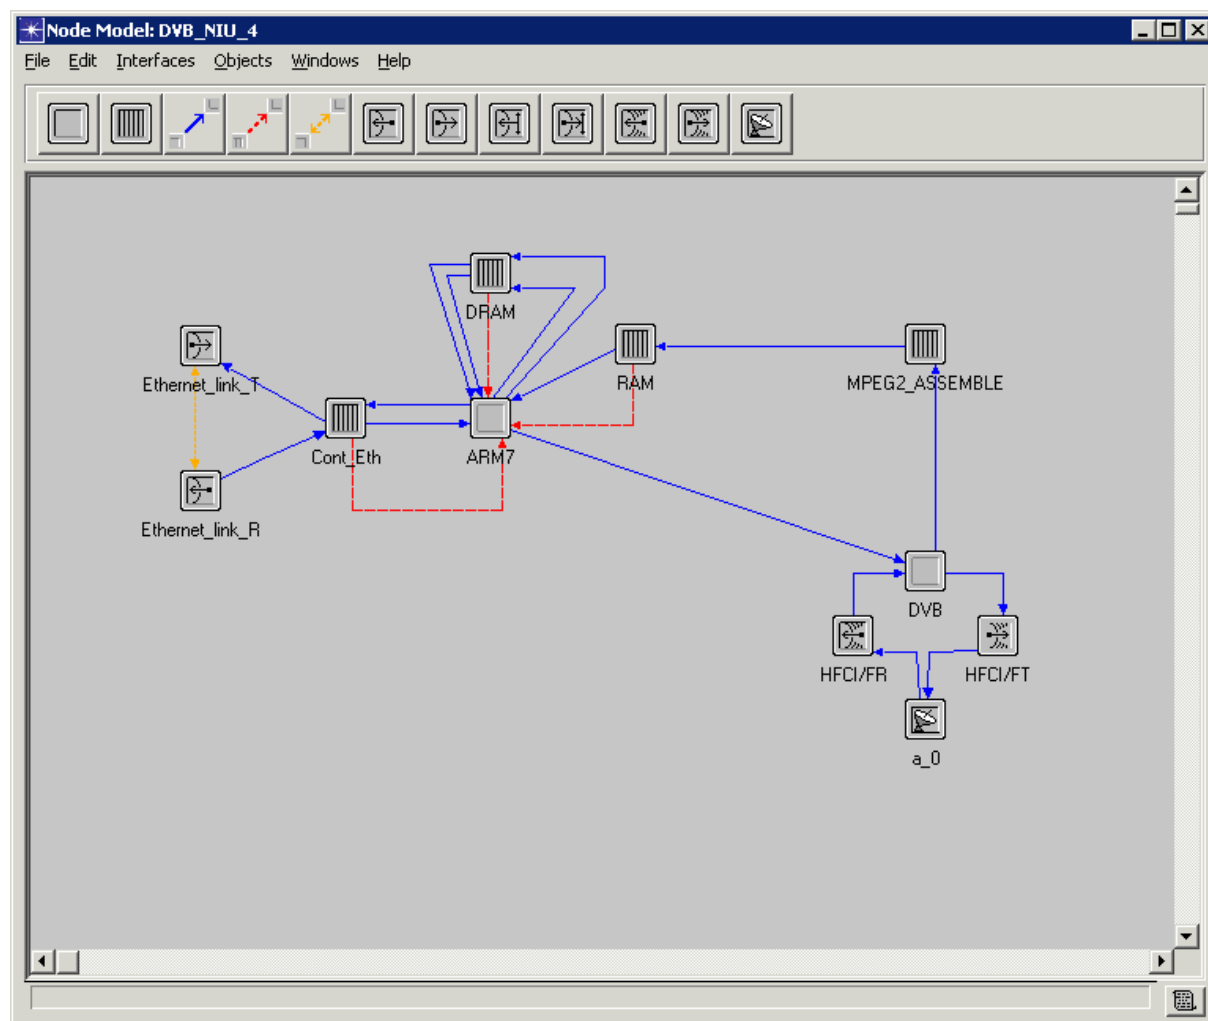 Node Model: DVB_NIU_4
File Edit Interfaces Objects Windows Help
DRAM
Ethernet_link_T
RAM
MPEG2_ASSEMBLE
Cont_Eth
ARM7
Ethernet_link_R
DVB
HFCI/FR
HFCI/FT
a_0